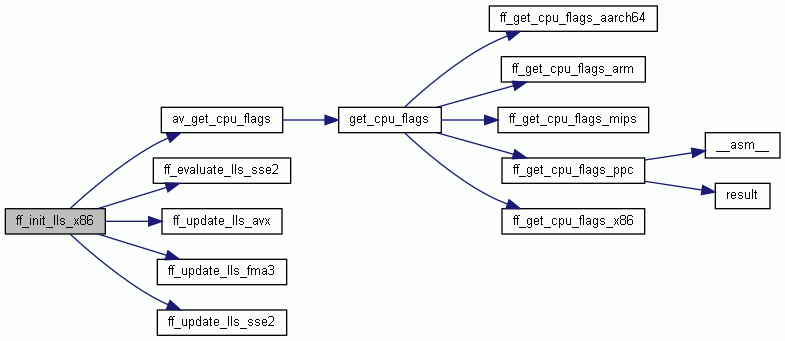 ff_init_lls_x86
av_get_cpu_flags
ff_evaluate_lls_sse2
ff_update_lls_avx
ff_update_lls_fma3
ff_update_lls_sse2
get_cpu_flags
ff_get_cpu_flags_aarch64
ff_get_cpu_flags_arm
ff_get_cpu_flags_mips
ff_get_cpu_flags_ppc
ff_get_cpu_flags_x86
__asm__
result